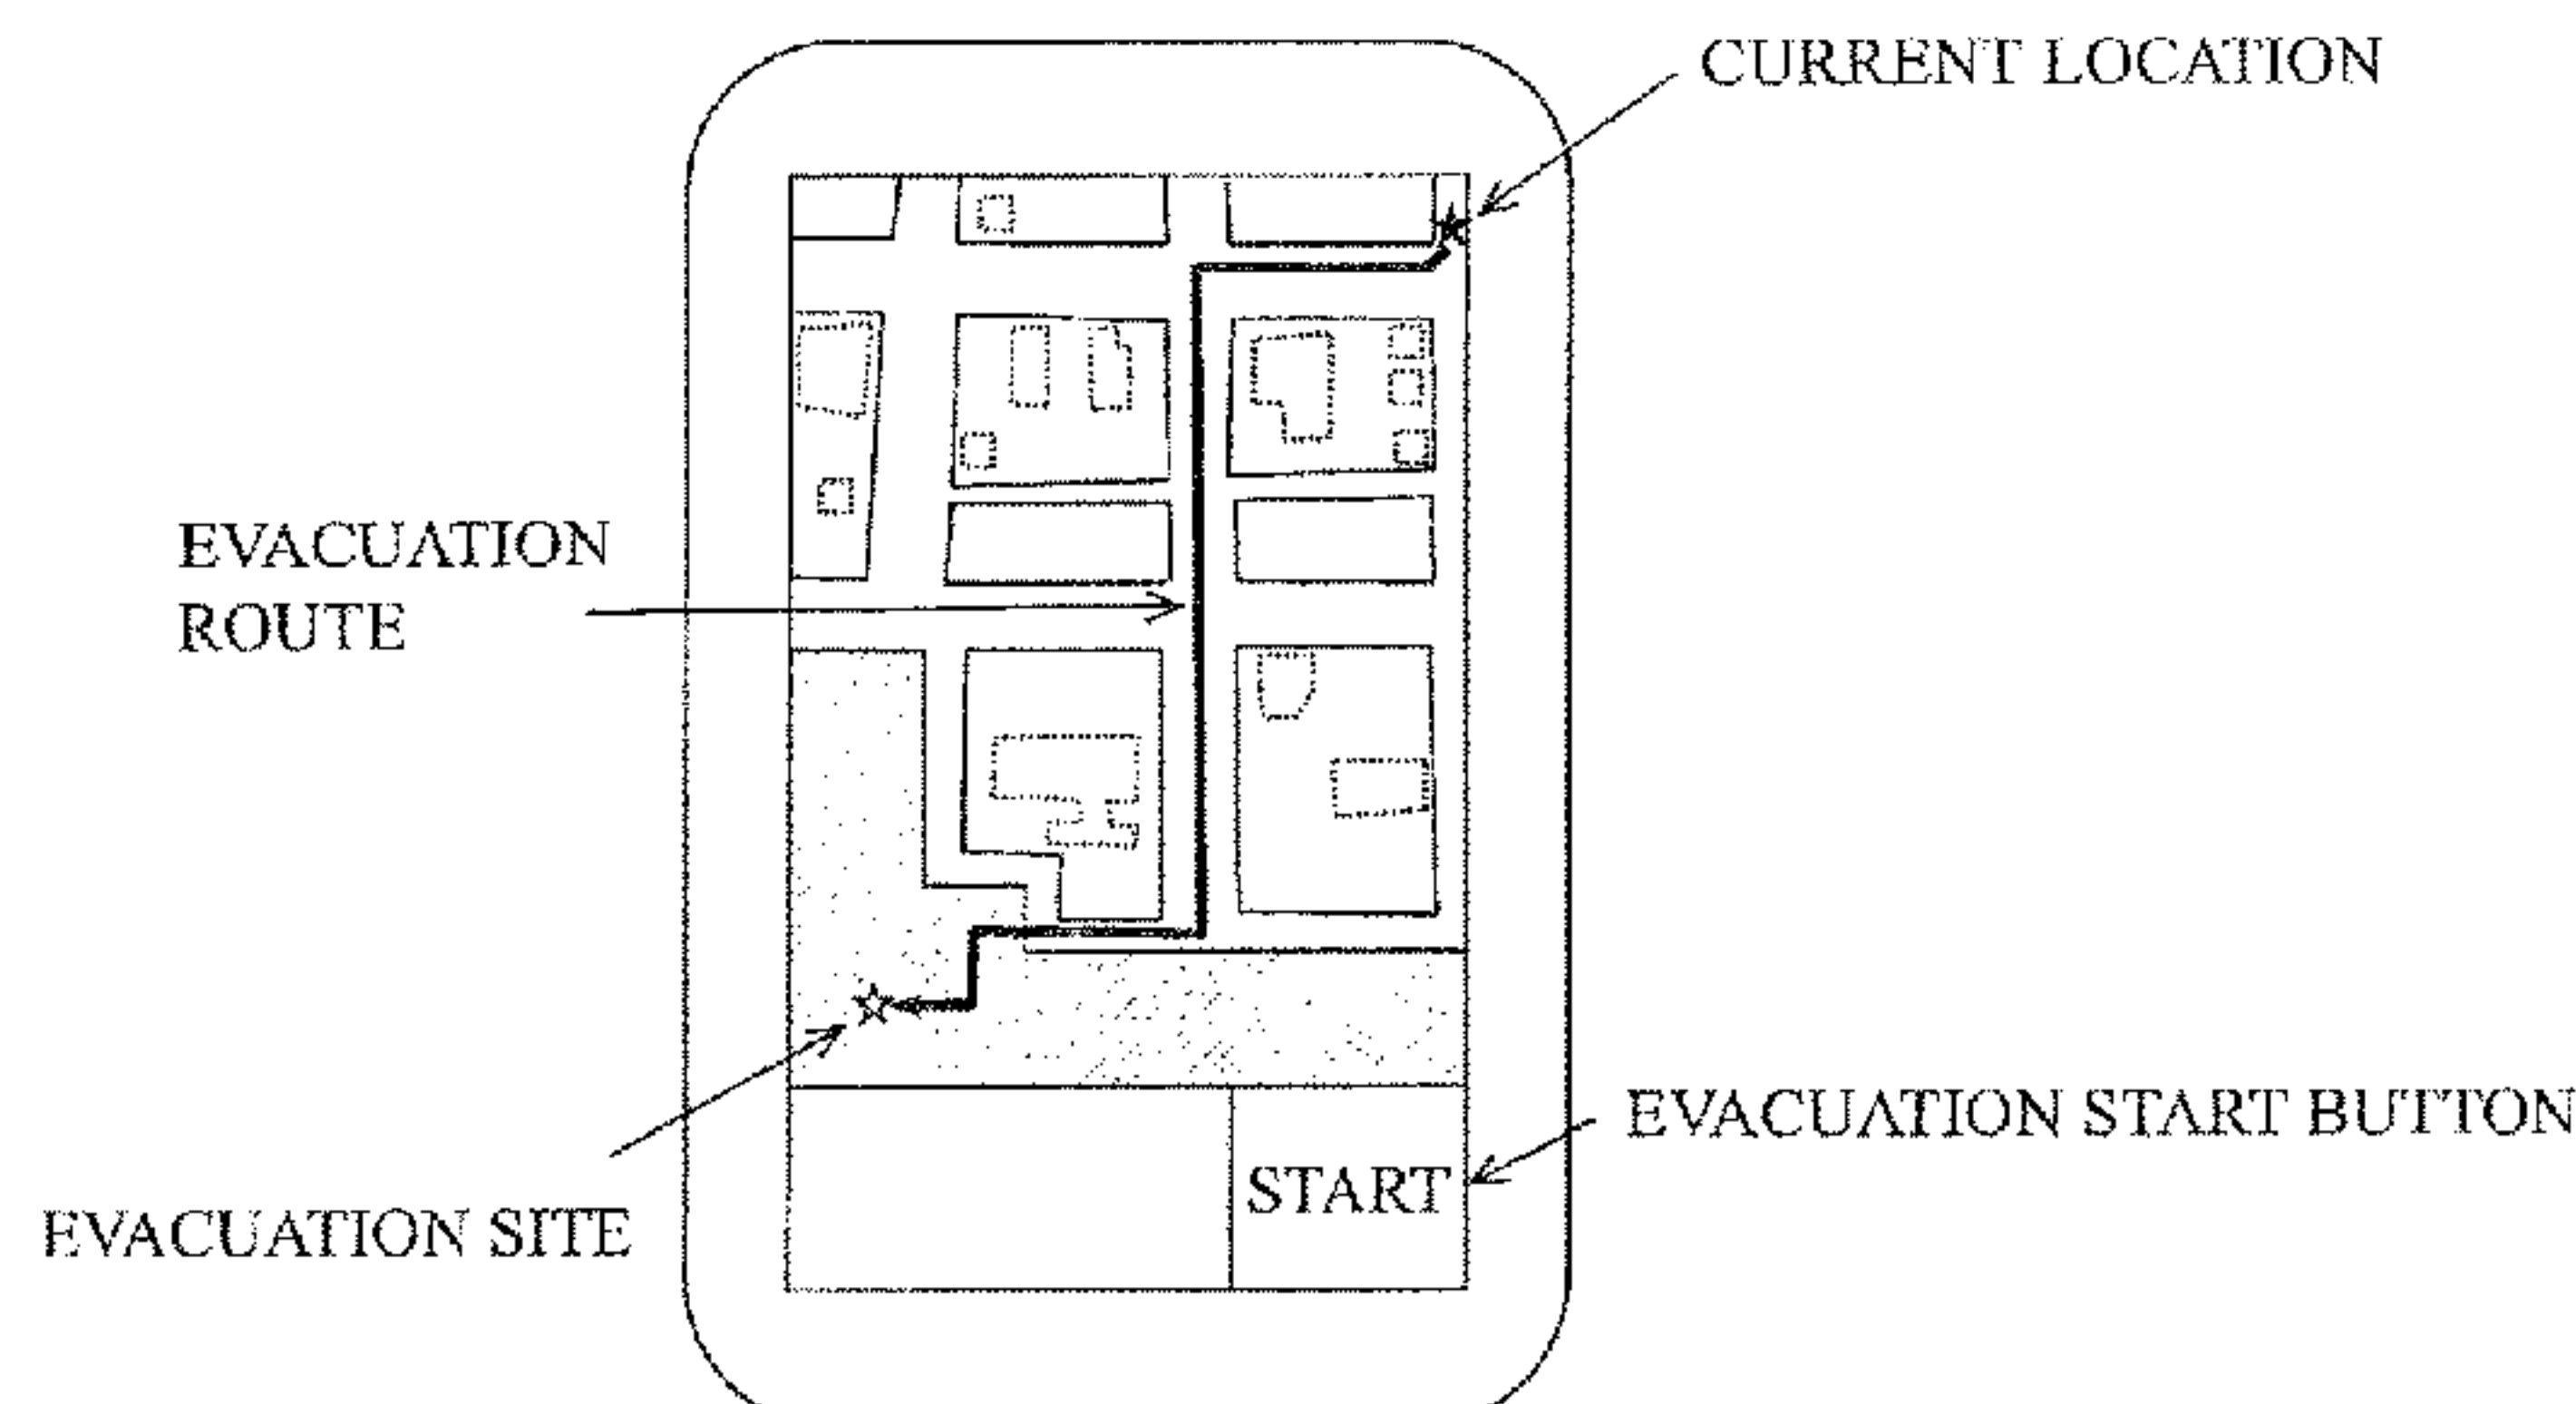 CURRENT LOCATION
EVACUATION
ROUTE
EVACUATION START BUTTON
START
EVACUATION SITE